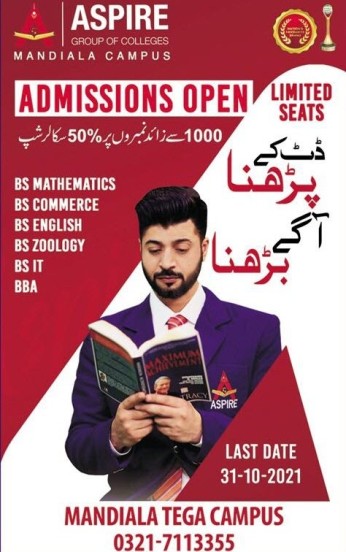 ASPIRE
GROUP OF COLLEGES
MANDIALA CAMPUS
ADMISSIONS OPEN
LIMITED
SEATS
1000 سے زائد نمبروں پر 50% سکالرشپ
ڈٹ کے
پڑھنا
آگے
بڑھنا
BS MATHEMATICS
BS COMMERCE
BS ENGLISH
BS ZOOLOGY
BS IT
BBA
MAXIMUM
ACHIEVEMENT
TRACY
ASPIRE
LAST DATE
31-10-2021
MANDIALA TEGA CAMPUS
0321-7113355